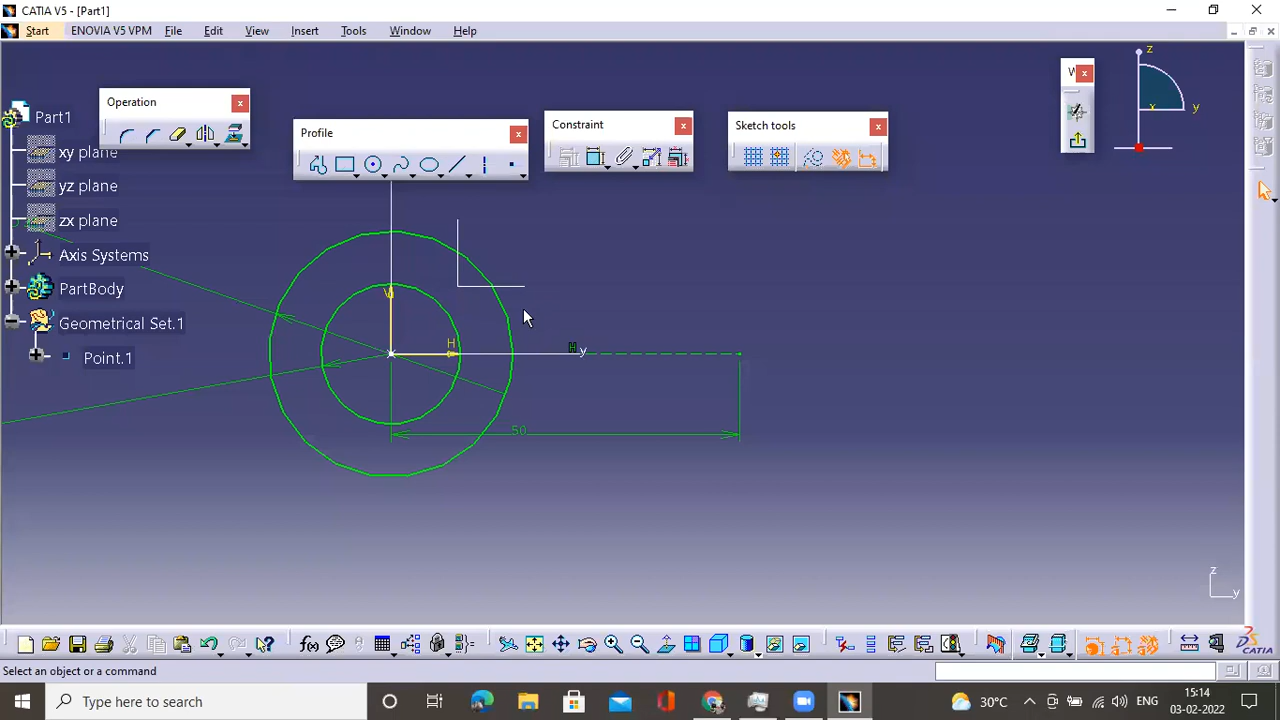 CATIA V5 - [Part1]
Start ENOVIA V5 VPM File Edit View Insert Tools Window Help
Operation
Profile
Constraint
Sketch tools
W
z
x
y
Part1
xy plane
yz plane
zx plane
Axis Systems
PartBody
Geometrical Set.1
Point.1
V
H
H
y
50
z
y
f(x)
Select an object or a command
Type here to search
30°C
ENG
15:14
03-02-2022